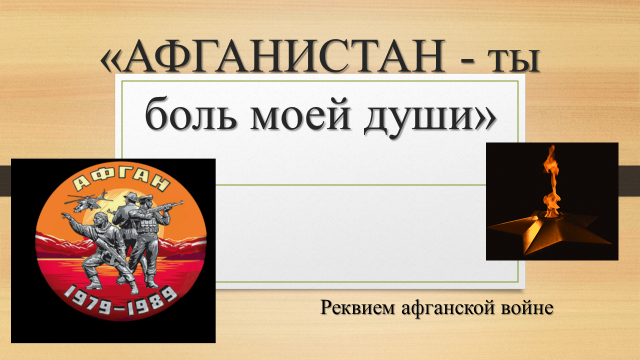 «АФГАНИСТАН - ты
боль моей души»
АФГАН
1979-1989
Реквием афганской войне